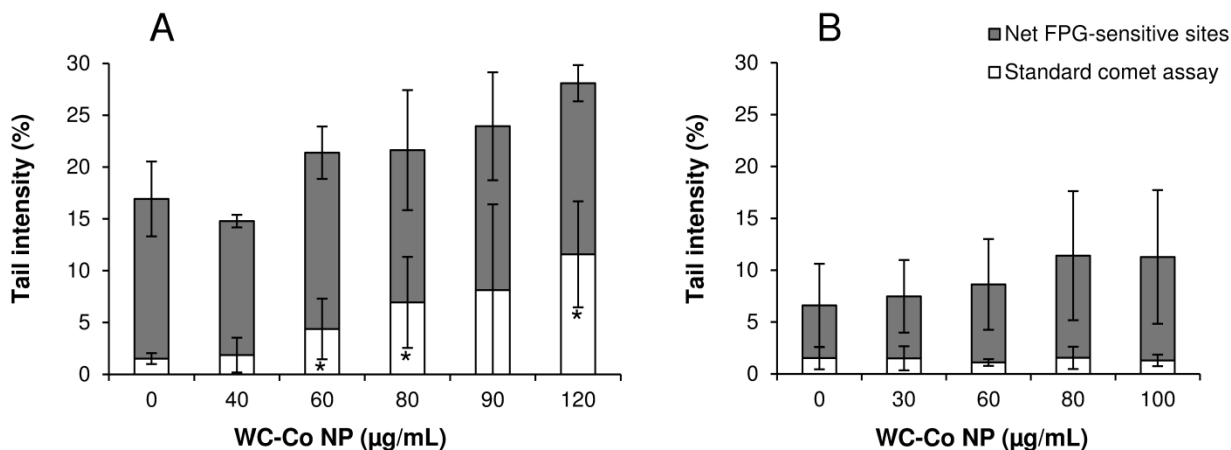 A
Tail intensity (%)
30
25
20
15
10
5
0
*
*
*
0 40 60 80 90 120
WC-Co NP (µg/mL)
B
Net FPG-sensitive sites
Standard comet assay
Tail intensity (%)
30
25
20
15
10
5
0
0 30 60 80 100
WC-Co NP (µg/mL)